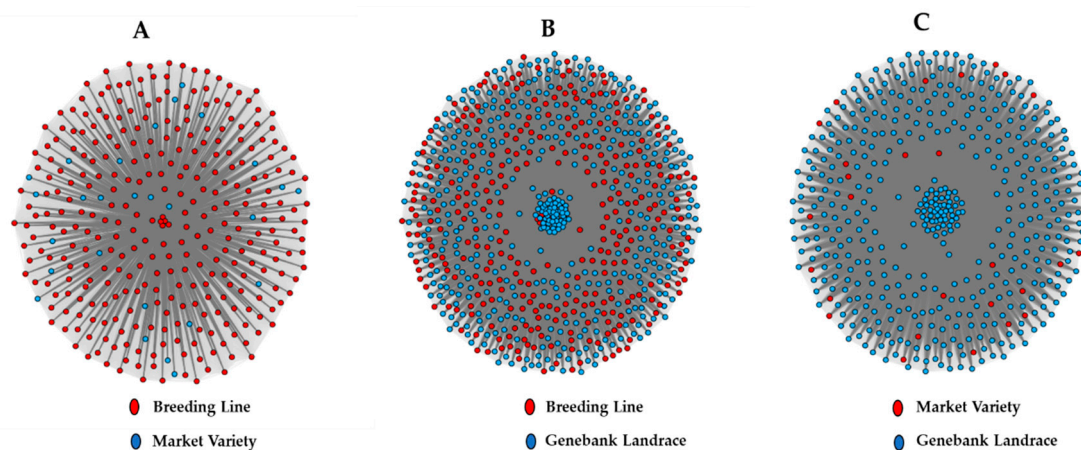 A
B
C
Breeding Line
Market Variety
Breeding Line
Genebank Landrace
Market Variety
Genebank Landrace